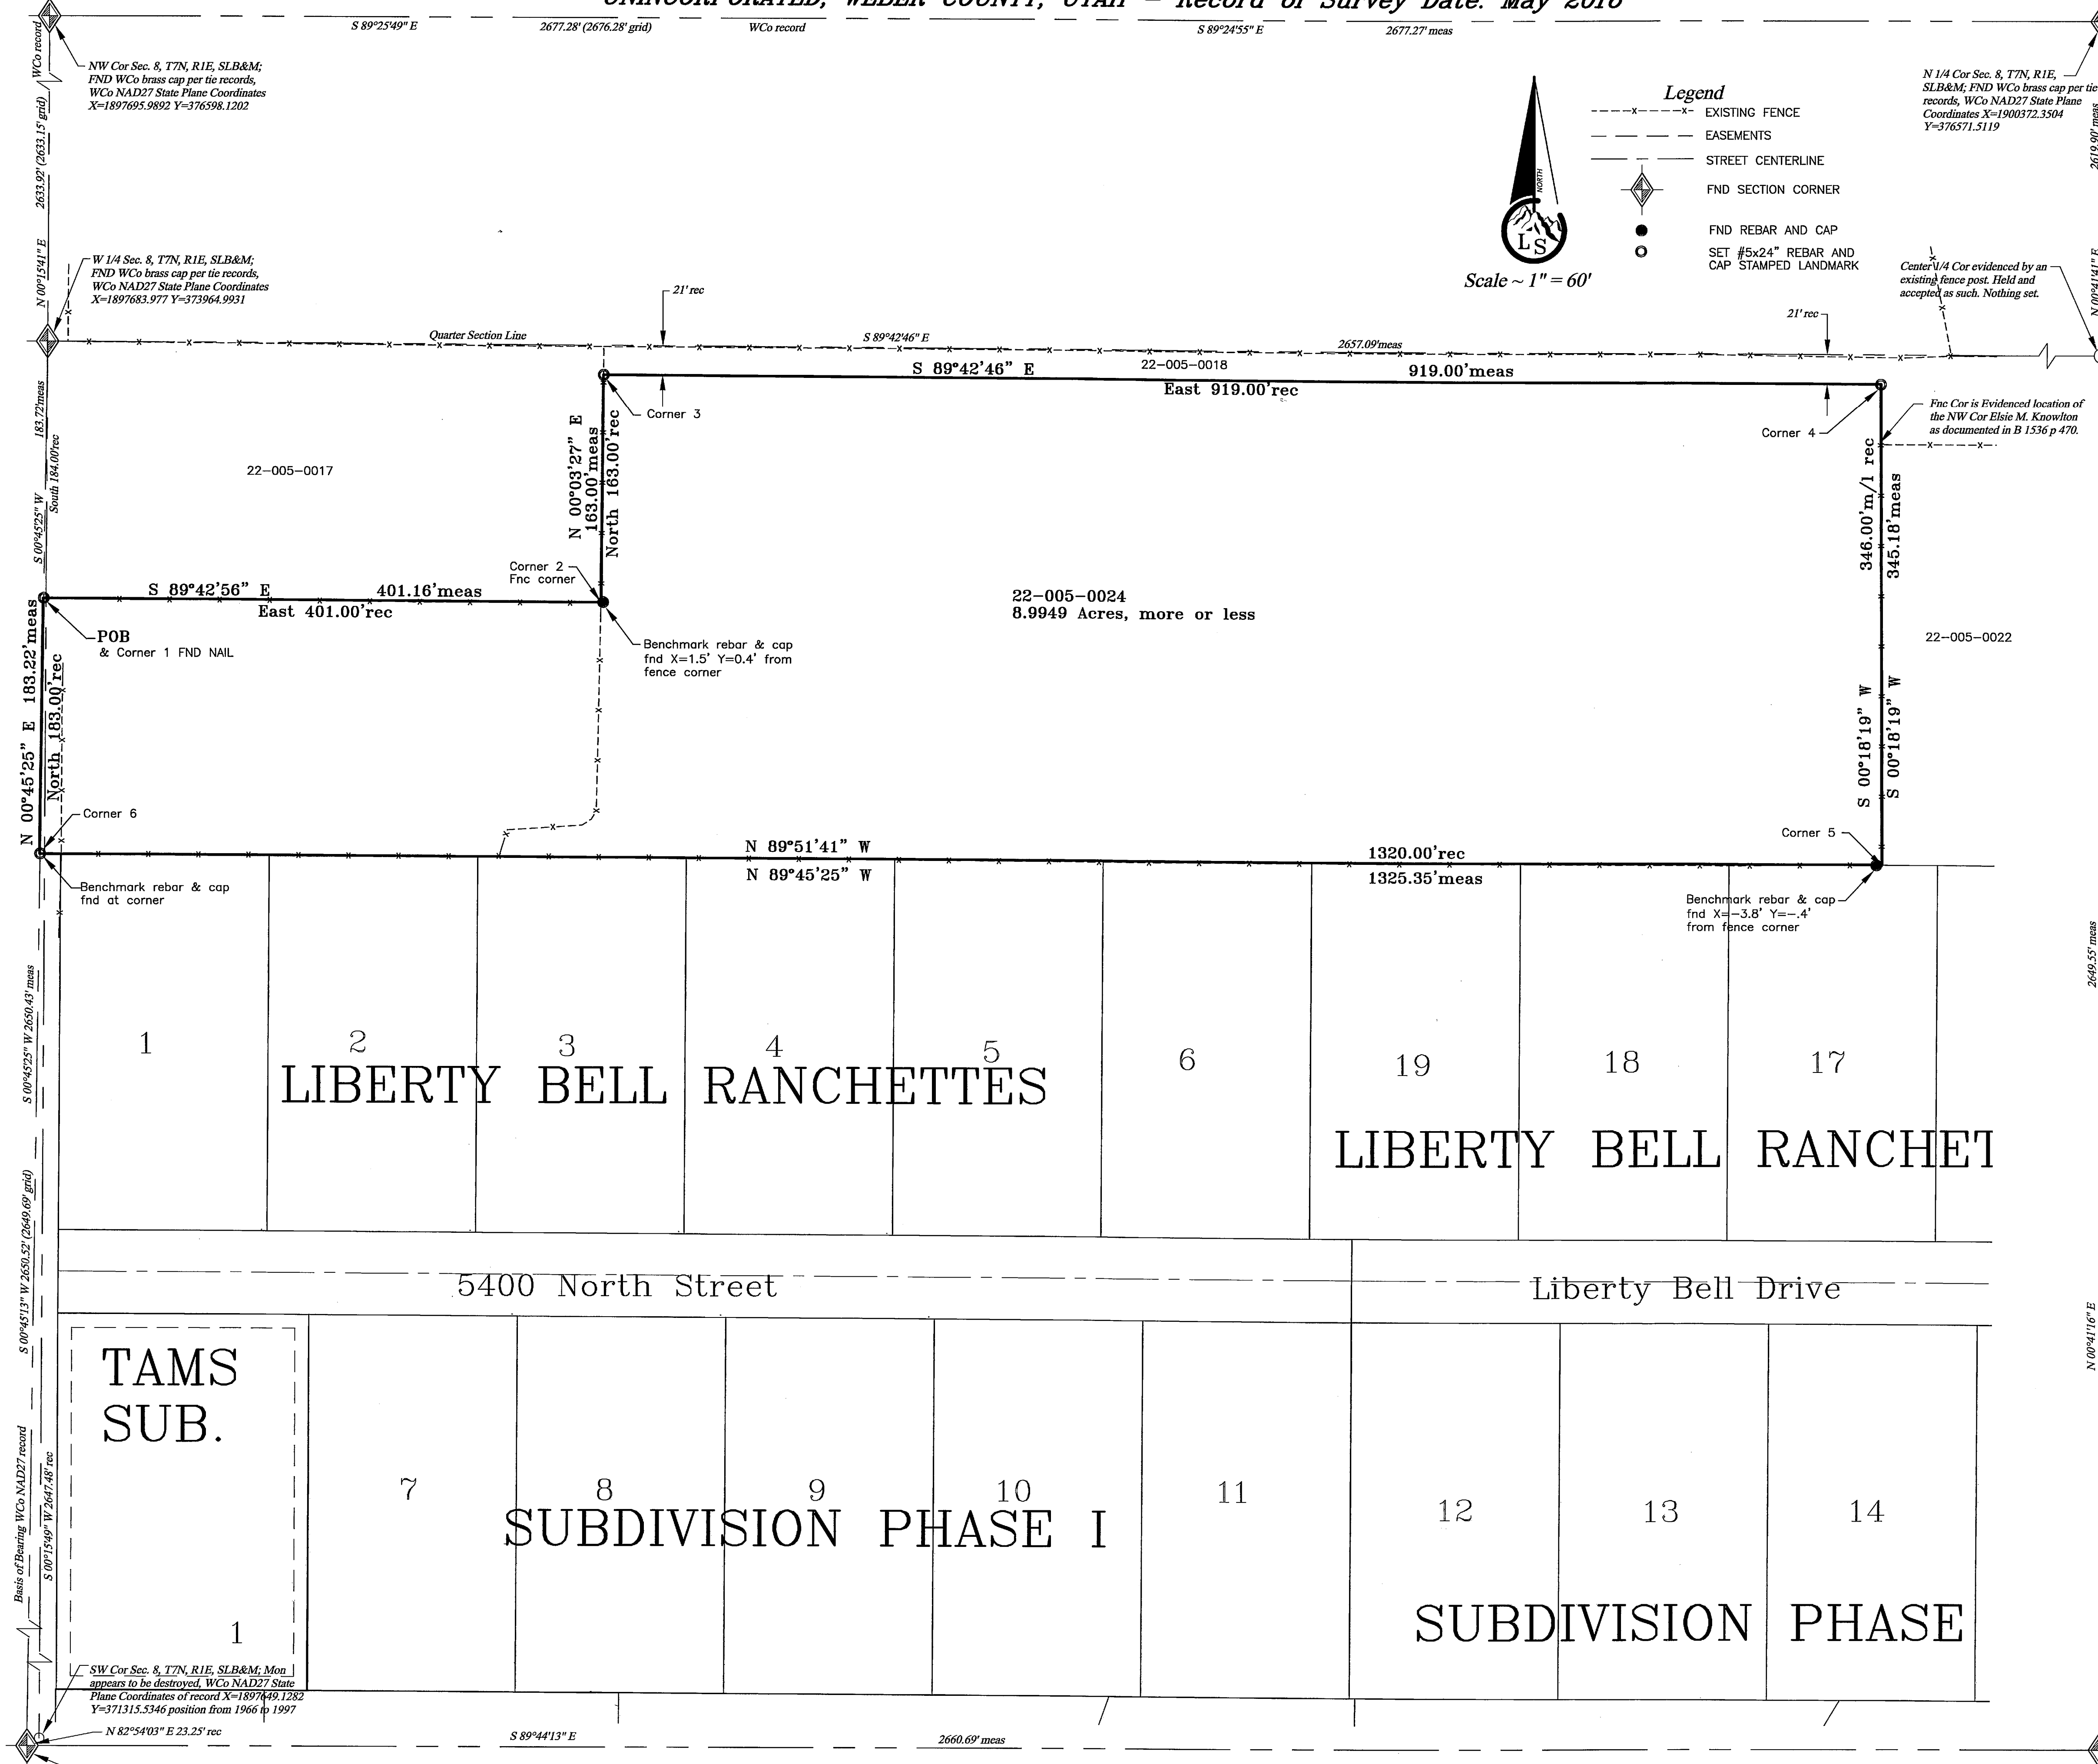 UNINCORPORATED, WEBER COUNTY, UTAH - Record of Survey Date: May 2016
S 89°25'49" E
2677.28' (2676.28' grid)
WCo record
S 89°24'55" E
2677.27' meas
WCo record
NW Cor Sec. 8, T7N, R1E, SLB&M;
FND WCo brass cap per tie records,
WCo NAD27 State Plane Coordinates
X=1897695.9892 Y=376598.1202
N 1/4 Cor Sec. 8, T7N, R1E,
SLB&M; FND WCo brass cap per tie
records, WCo NAD27 State Plane
Coordinates X=1900372.3504
Y=376571.5119
Legend
EXISTING FENCE
EASEMENTS
STREET CENTERLINE
FND SECTION CORNER
FND REBAR AND CAP
SET #5x24" REBAR AND
CAP STAMPED LANDMARK
NORTH
L S
Scale ~ 1" = 60'
N 00°15'41" E
2633.92' (2633.15' grid)
2619.90' meas
N 00°41'41" E
W 1/4 Sec. 8, T7N, R1E, SLB&M;
FND WCo brass cap per tie records,
WCo NAD27 State Plane Coordinates
X=1897683.977 Y=373964.9931
Center 1/4 Cor evidenced by an
existing fence post. Held and
accepted as such. Nothing set.
21' rec
21' rec
Quarter Section Line
S 89°42'46" E
2657.09'meas
S 89°42'46" E
22-005-0018
919.00'meas
East 919.00'rec
Corner 3
Corner 4
Fnc Cor is Evidenced location of
the NW Cor Elsie M. Knowlton
as documented in B 1536 p 470.
S 00°45'25" W
183.72'meas
South 184.00'rec
22-005-0017
N 00°03'27" E
163.00'meas
North 163.00'rec
346.00'm/l rec
345.18'meas
Corner 2
Fnc corner
S 89°42'56" E
401.16'meas
East 401.00'rec
22-005-0024
8.9949 Acres, more or less
22-005-0022
POB
& Corner 1 FND NAIL
Benchmark rebar & cap
fnd X=1.5' Y=0.4' from
fence corner
N 00°45'25" E 183.22'meas
North 183.00'rec
S 00°18'19" W
S 00°18'19" W
Corner 6
Corner 5
N 89°51'41" W
1320.00'rec
N 89°45'25" W
1325.35'meas
Benchmark rebar & cap
fnd at corner
Benchmark rebar & cap
fnd X=-3.8' Y=-.4'
from fence corner
S 00°45'25" W 2650.43' meas
2649.55' meas
1
2
3
4
5
6
19
18
17
LIBERTY BELL RANCHETTES
LIBERTY BELL RANCHET
S 00°45'13" W 2650.52' (2649.69' grid)
5400 North Street
Liberty Bell Drive
N 00°41'16" E
TAMS
SUB.
1
7
8
9
10
11
12
13
14
SUBDIVISION PHASE I
SUBDIVISION PHASE
Basis of Bearing WCo NAD27 record
S 00°15'49" W 2647.48' rec
SW Cor Sec. 8, T7N, R1E, SLB&M; Mon
appears to be destroyed, WCo NAD27 State
Plane Coordinates of record X=1897649.1282
Y=371315.5346 position from 1966 to 1997
N 82°54'03" E 23.25' rec
S 89°44'13" E
2660.69' meas